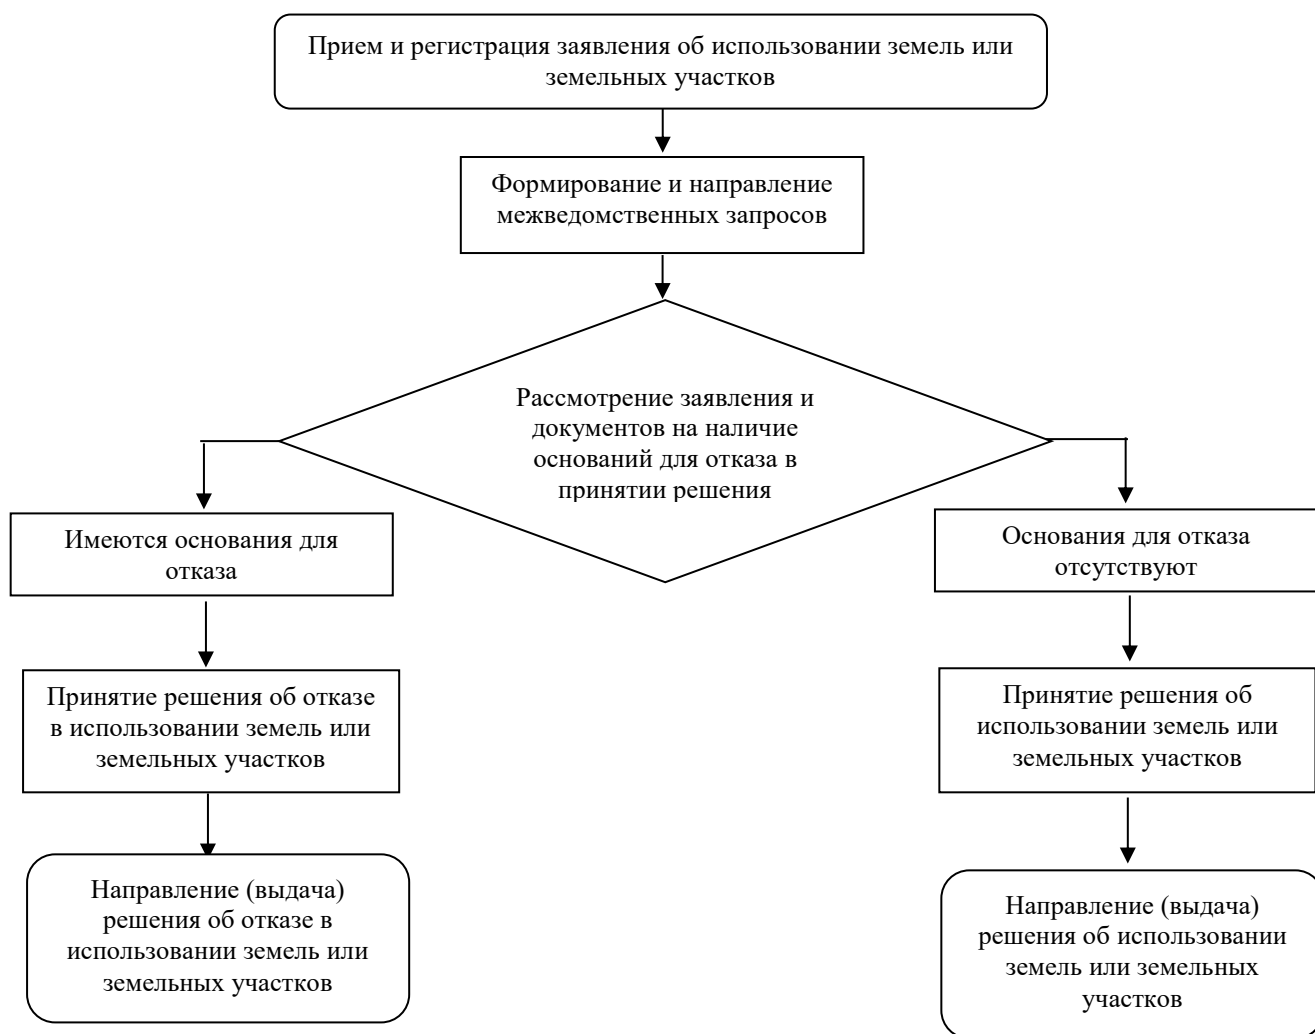 Прием и регистрация заявления об использовании земель или
земельных участков
Формирование и направление
межведомственных запросов
Рассмотрение заявления и
документов на наличие
оснований для отказа в
принятии решения
Имеются основания для
отказа
Основания для отказа
отсутствуют
Принятие решения об отказе
в использовании земель или
земельных участков
Принятие решения об
использовании земель или
земельных участков
Направление (выдача)
решения об отказе в
использовании земель или
земельных участков
Направление (выдача)
решения об использовании
земель или земельных
участков